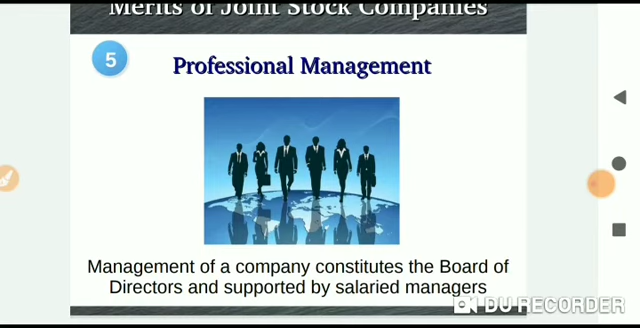 Merits of Joint Stock Companies
5
Professional Management
Management of a company constitutes the Board of
Directors and supported by salaried managers
DU RECORDER